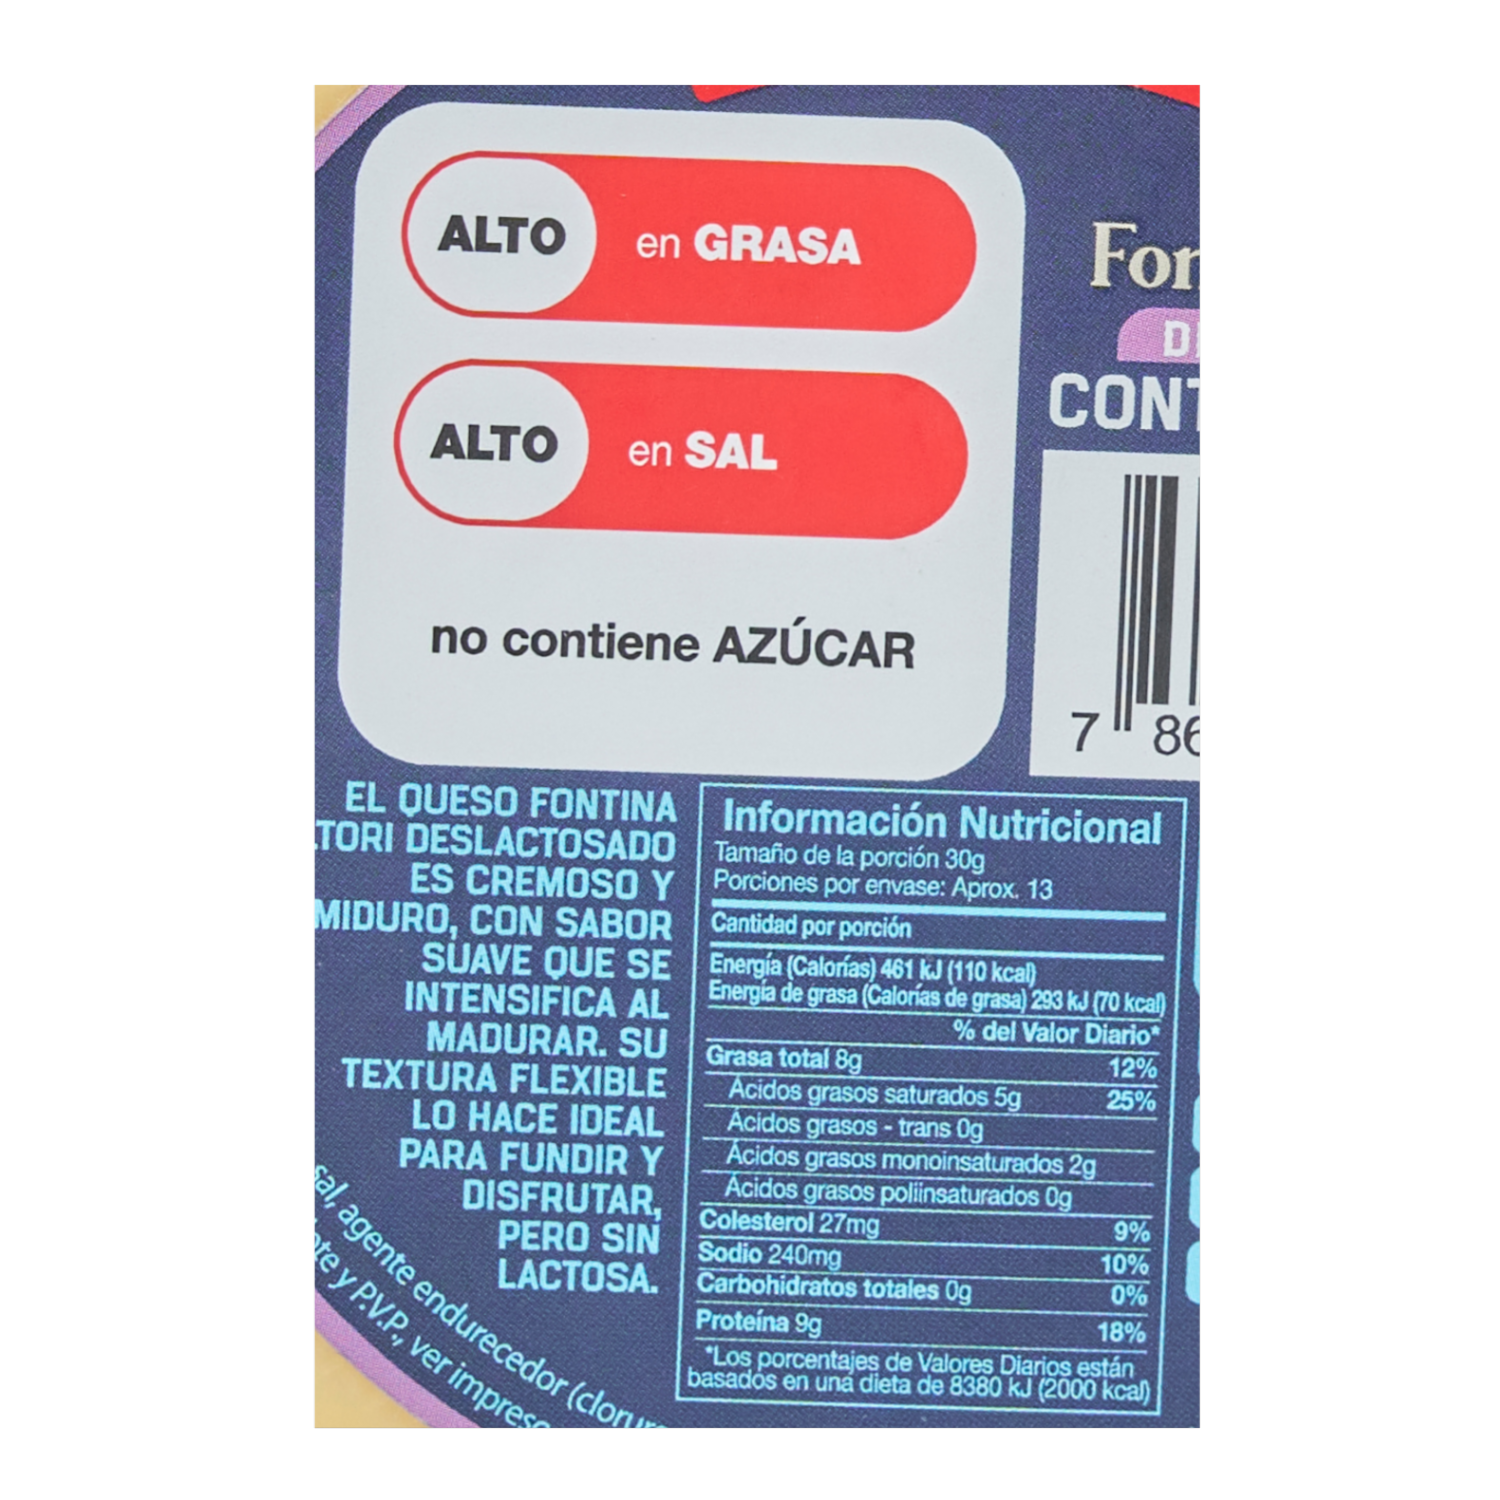 ALTO en GRASA
ALTO en SAL
no contiene AZÚCAR
EL QUESO FONTINA
TORI DESLACTOSADO
ES CREMOSO Y
MIDURO, CON SABOR
SUAVE QUE SE
INTENSIFICA AL
MADURAR. SU
TEXTURA FLEXIBLE
LO HACE IDEAL
PARA FUNDIR Y
DISFRUTAR,
PERO SIN
LACTOSA.
sal, agente endurecedor (clorur
te y P.V.P., ver impreso
Información Nutricional
Tamaño de la porción 30g
Porciones por envase: Aprox. 13
Cantidad por porción
Energía (Calorías) 461 kJ (110 kcal)
Energía de grasa (Calorías de grasa) 293 kJ (70 kcal)
% del Valor Diario*
Grasa total 8g 12%
Ácidos grasos saturados 5g 25%
Ácidos grasos - trans 0g
Ácidos grasos monoinsaturados 2g
Ácidos grasos poliinsaturados 0g
Colesterol 27mg 9%
Sodio 240mg 10%
Carbohidratos totales 0g 0%
Proteína 9g 18%
*Los porcentajes de Valores Diarios están
basados en una dieta de 8380 kJ (2000 kcal)
Fon
D
CONT
7 86